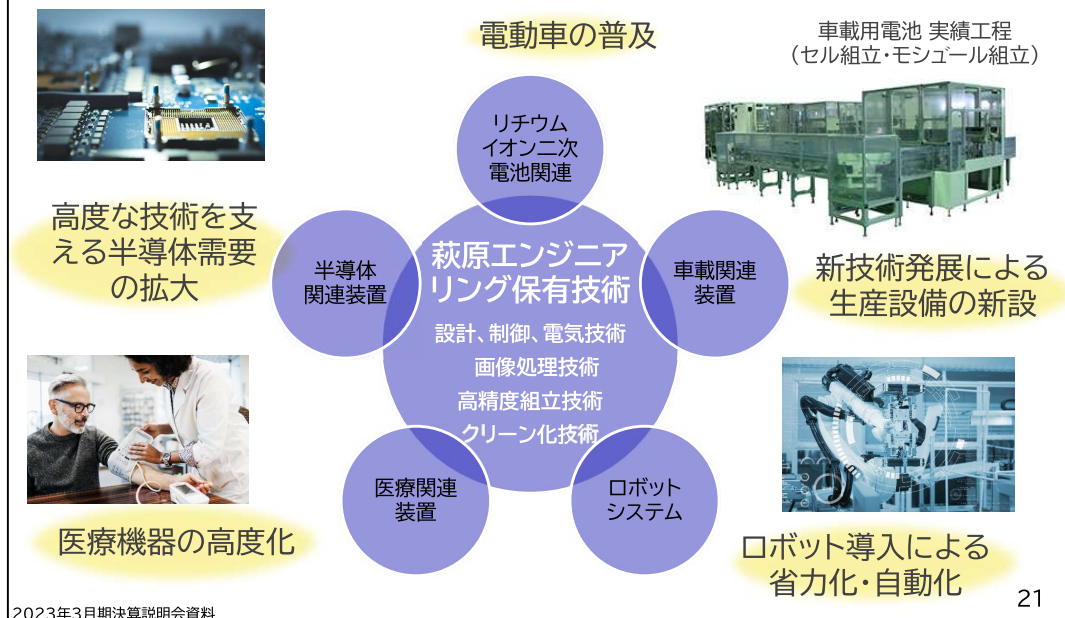 電動車の普及
車載用電池 実績工程
（セル組立・モシュール組立）
リチウム
イオン二次
電池関連
高度な技術を支
える半導体需要
の拡大
半導体
関連装置
萩原エンジニア
リング保有技術
設計、制御、電気技術
画像処理技術
高精度組立技術
クリーン化技術
車載関連
装置
新技術発展による
生産設備の新設
医療関連
装置
ロボット
システム
医療機器の高度化
ロボット導入による
省力化・自動化
2023年3月期決算説明会資料
21